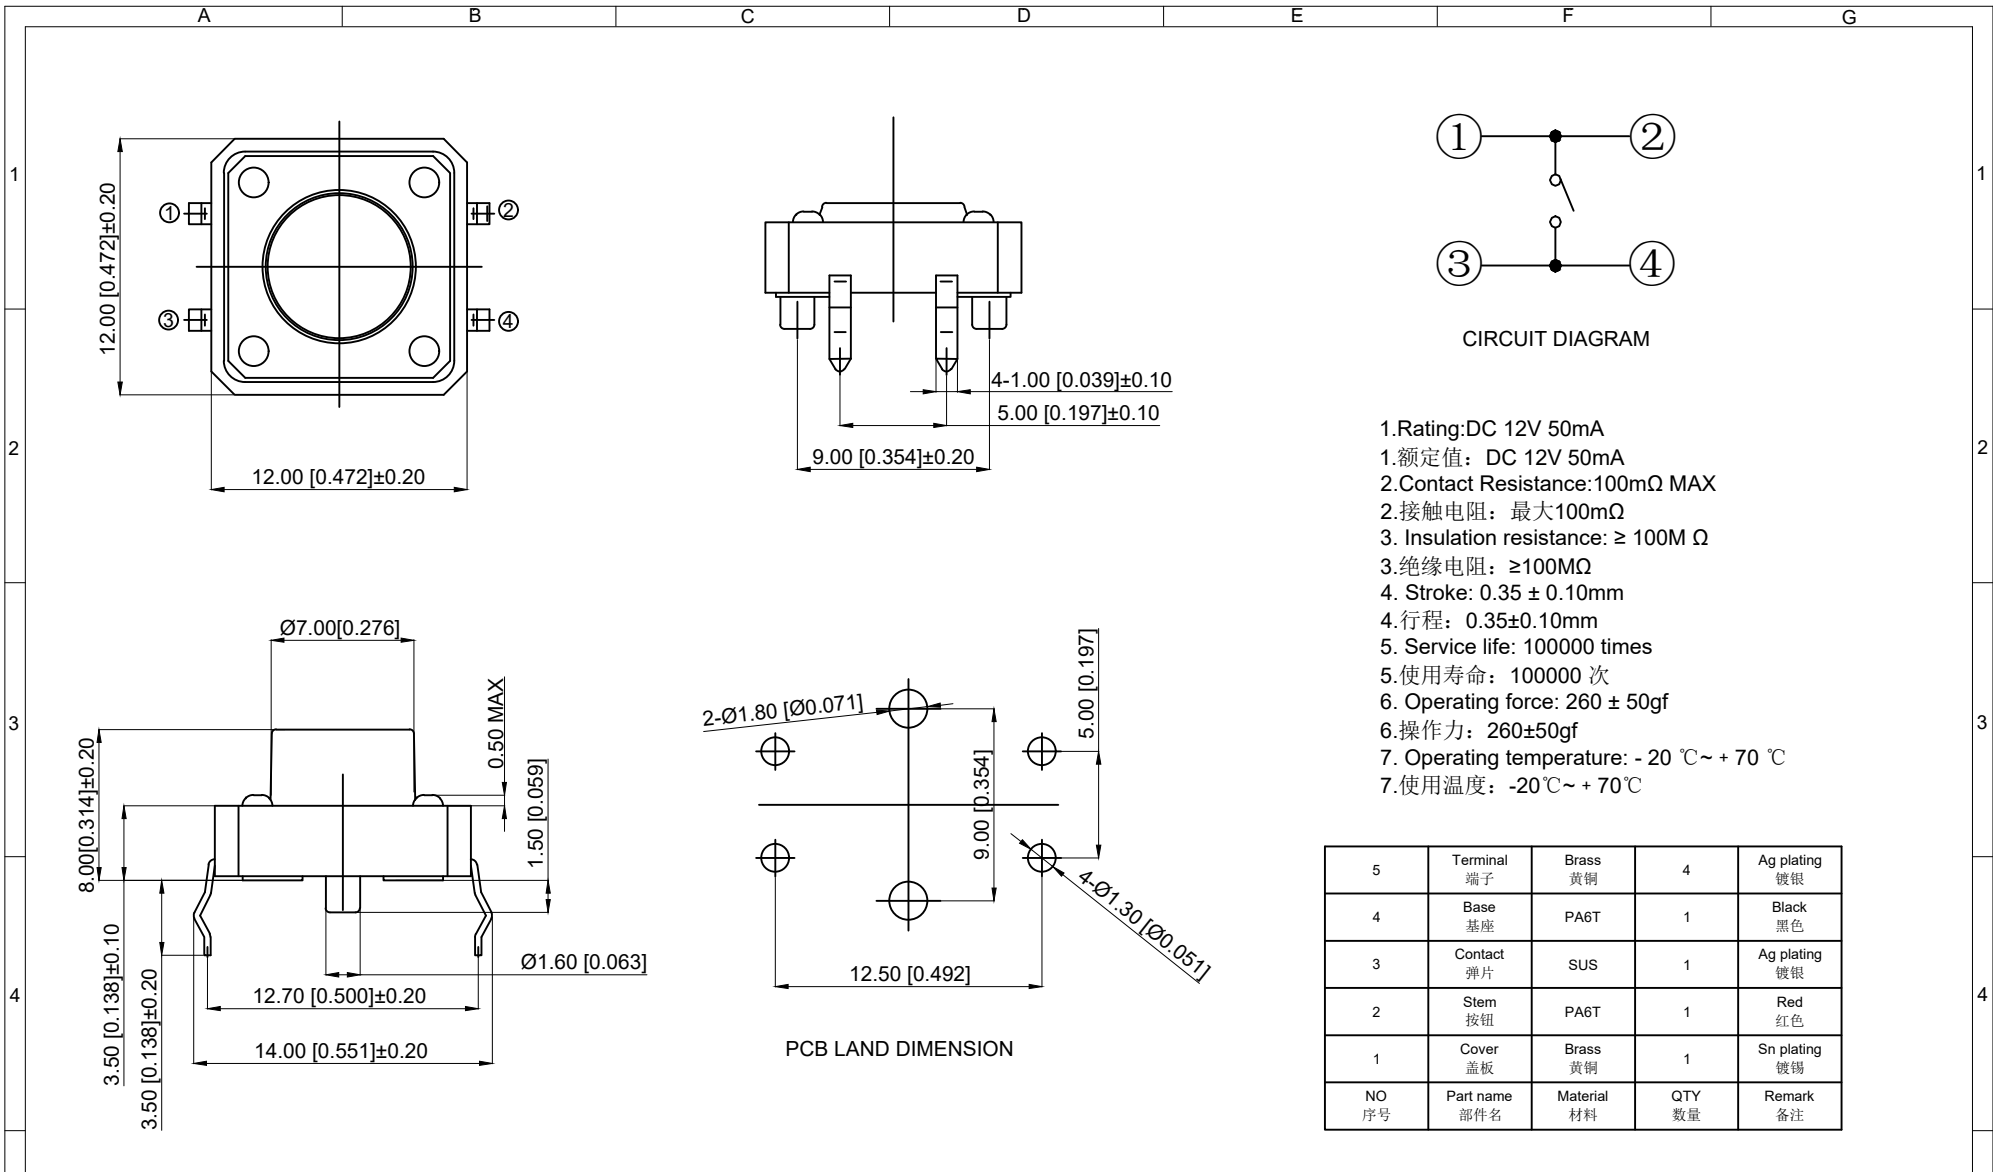 A B C D E F G
1
2
3
4
1
2
3
4
① ②
③ ④
12.00 [0.472]±0.20
12.00 [0.472]±0.20
4-1.00 [0.039]±0.10
5.00 [0.197]±0.10
9.00 [0.354]±0.20
① ②
③ ④
CIRCUIT DIAGRAM
1.Rating:DC 12V 50mA
1.额定值：DC 12V 50mA
2.Contact Resistance:100mΩ MAX
2.接触电阻：最大100mΩ
3. Insulation resistance: ≥ 100M Ω
3.绝缘电阻：≥100MΩ
4. Stroke: 0.35 ± 0.10mm
4.行程：0.35±0.10mm
5. Service life: 100000 times
5.使用寿命：100000 次
6. Operating force: 260 ± 50gf
6.操作力：260±50gf
7. Operating temperature: - 20 ℃~ + 70 ℃
7.使用温度：-20℃~ + 70℃
Ø7.00[0.276]
0.50 MAX
8.00[0.314]±0.20
1.50 [0.059]
3.50 [0.138]±0.10
3.50 [0.138]±0.20
Ø1.60 [0.063]
12.70 [0.500]±0.20
14.00 [0.551]±0.20
2-Ø1.80 [Ø0.071]
5.00 [0.197]
9.00 [0.354]
4-Ø1.30 [Ø0.051]
12.50 [0.492]
PCB LAND DIMENSION
5 Terminal Brass 4 Ag plating
端子 黄铜 镀银
4 Base PA6T 1 Black
基座 黑色
3 Contact SUS 1 Ag plating
弹片 镀银
2 Stem PA6T 1 Red
按钮 红色
1 Cover Brass 1 Sn plating
盖板 黄铜 镀锡
NO Part name Material QTY Remark
序号 部件名 材料 数量 备注